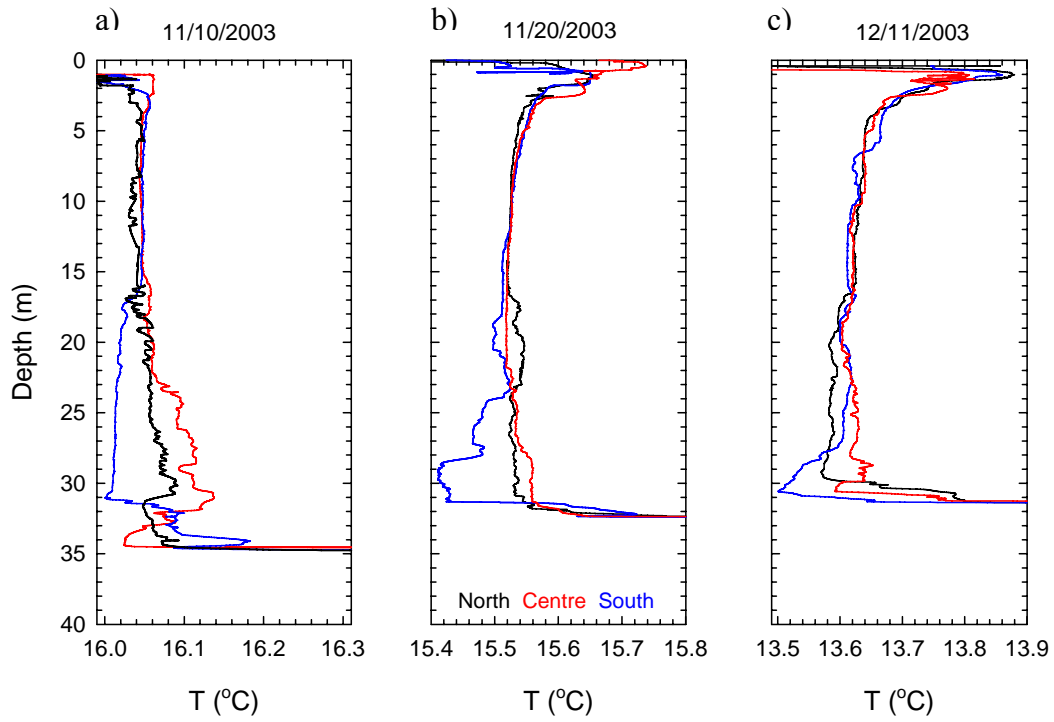 a)
11/10/2003
b)
11/20/2003
c)
12/11/2003
Depth (m)
0
5
10
15
20
25
30
35
40
North Centre South
16.0 16.1 16.2 16.3
15.4 15.5 15.6 15.7 15.8
13.5 13.6 13.7 13.8 13.9
T (°C)
T (°C)
T (°C)